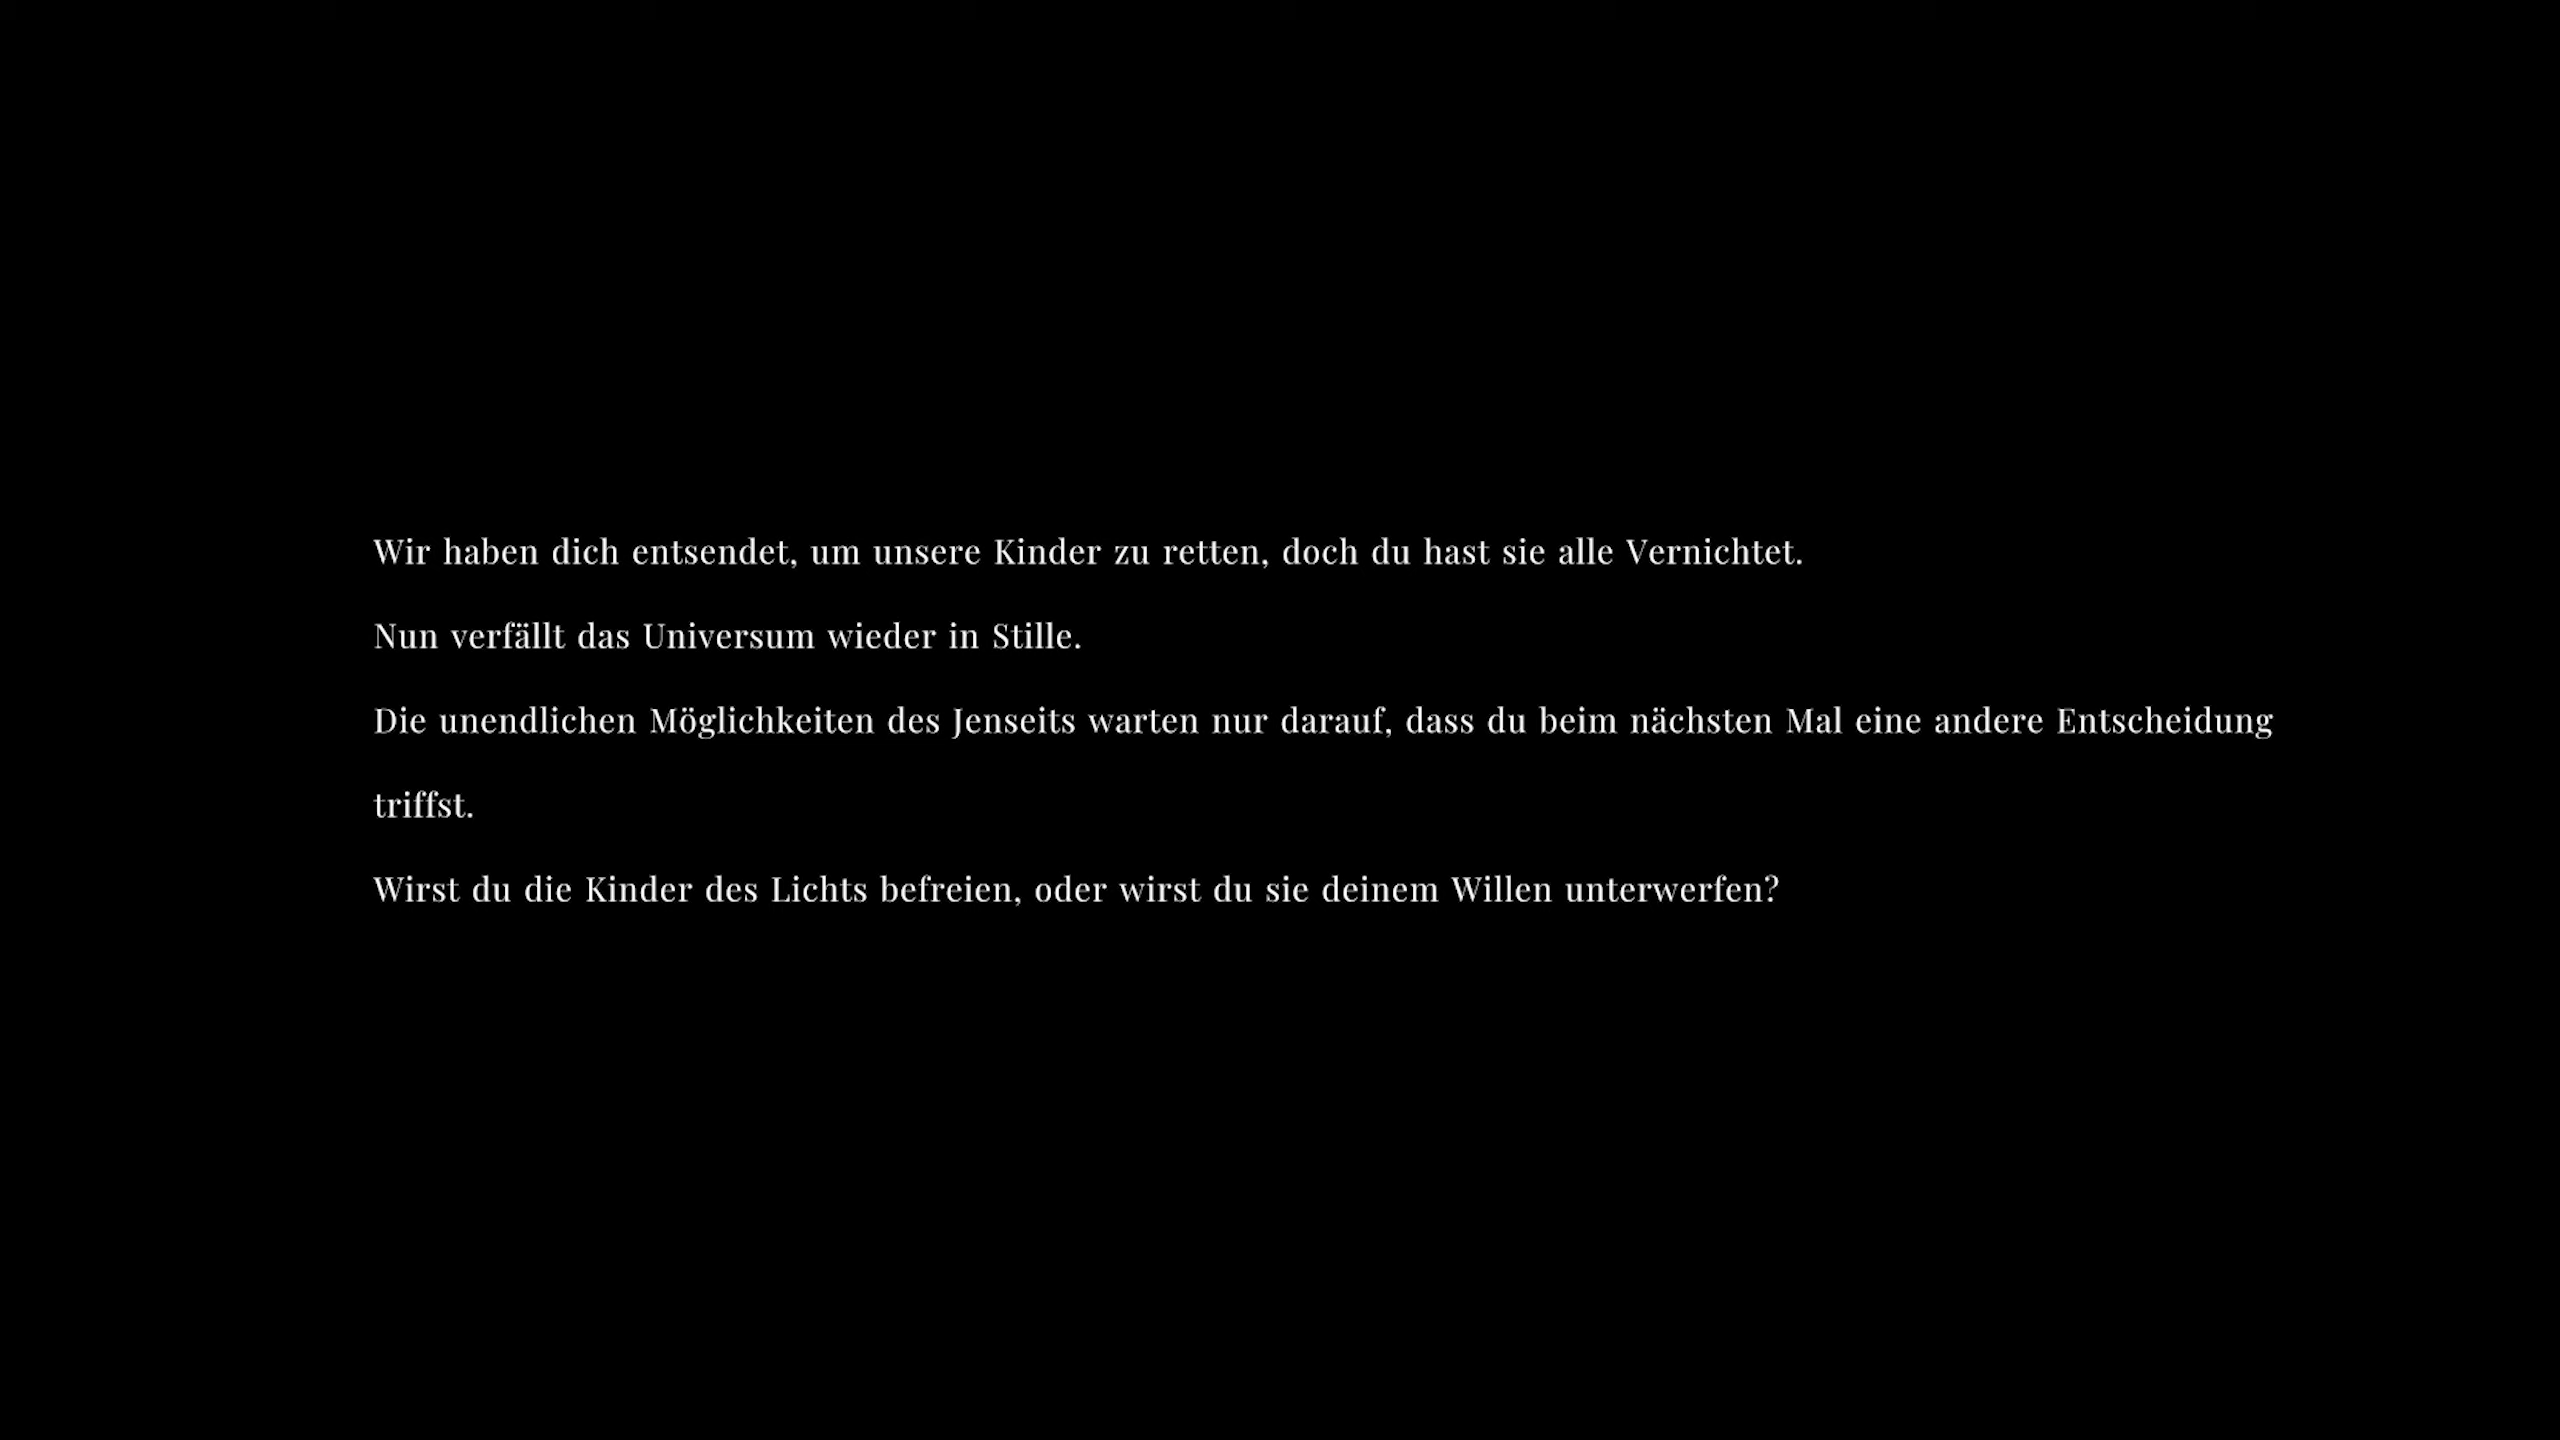 Wir haben dich entsendet, um unsere Kinder zu retten, doch du hast sie alle Vernichtet.
Nun verfällt das Universum wieder in Stille.
Die unendlichen Möglichkeiten des Jenseits warten nur darauf, dass du beim nächsten Mal eine andere Entscheidung
triffst.
Wirst du die Kinder des Lichts befreien, oder wirst du sie deinem Willen unterwerfen?